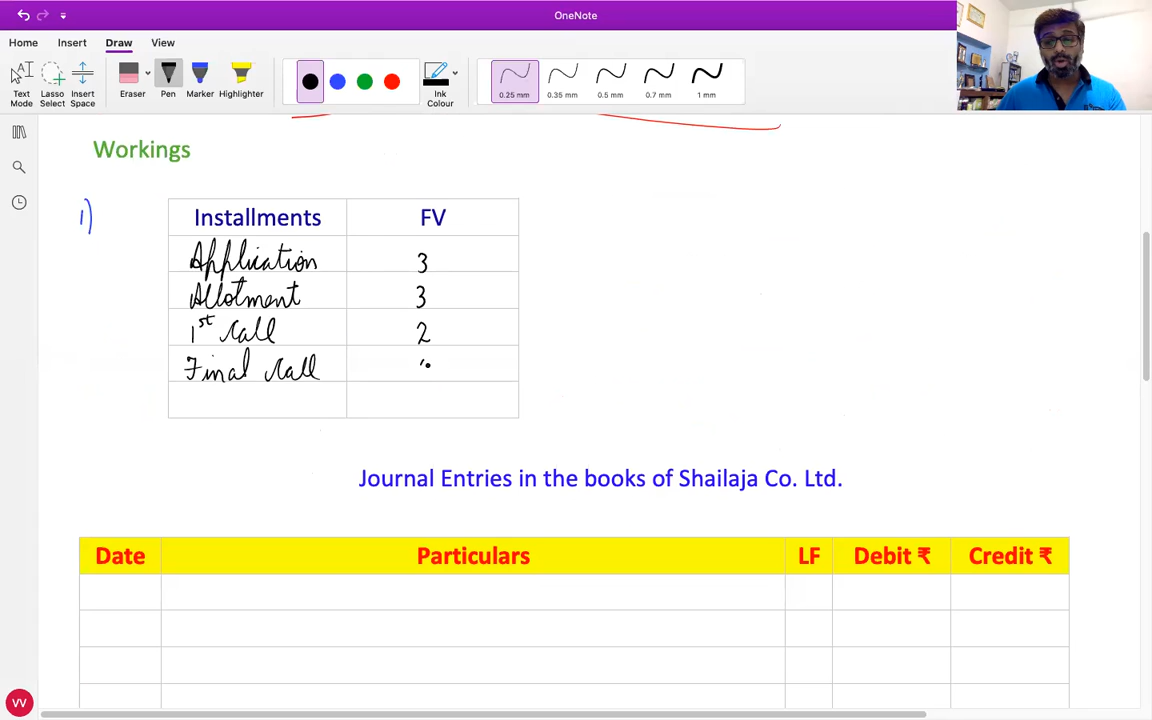 OneNote
Home Insert Draw View
Text Mode
Lasso Select
Insert Space
Eraser
Pen
Marker
Highlighter
Ink Colour
0.25 mm
0.35 mm
0.5 mm
0.7 mm
1 mm
Workings
1)
Installments FV
Application 3
Allotment 3
1st Call 2
Final Call
Journal Entries in the books of Shailaja Co. Ltd.
Date Particulars LF Debit ₹ Credit ₹
VV